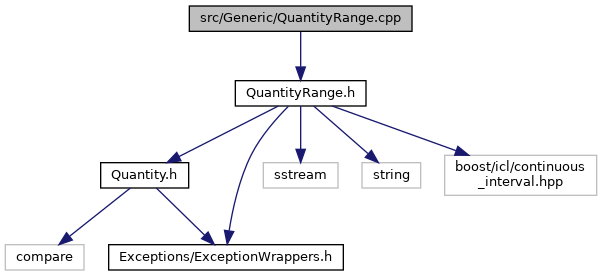 src/Generic/QuantityRange.cpp
QuantityRange.h
Quantity.h
sstream
string
boost/icl/continuous
_interval.hpp
compare
Exceptions/ExceptionWrappers.h